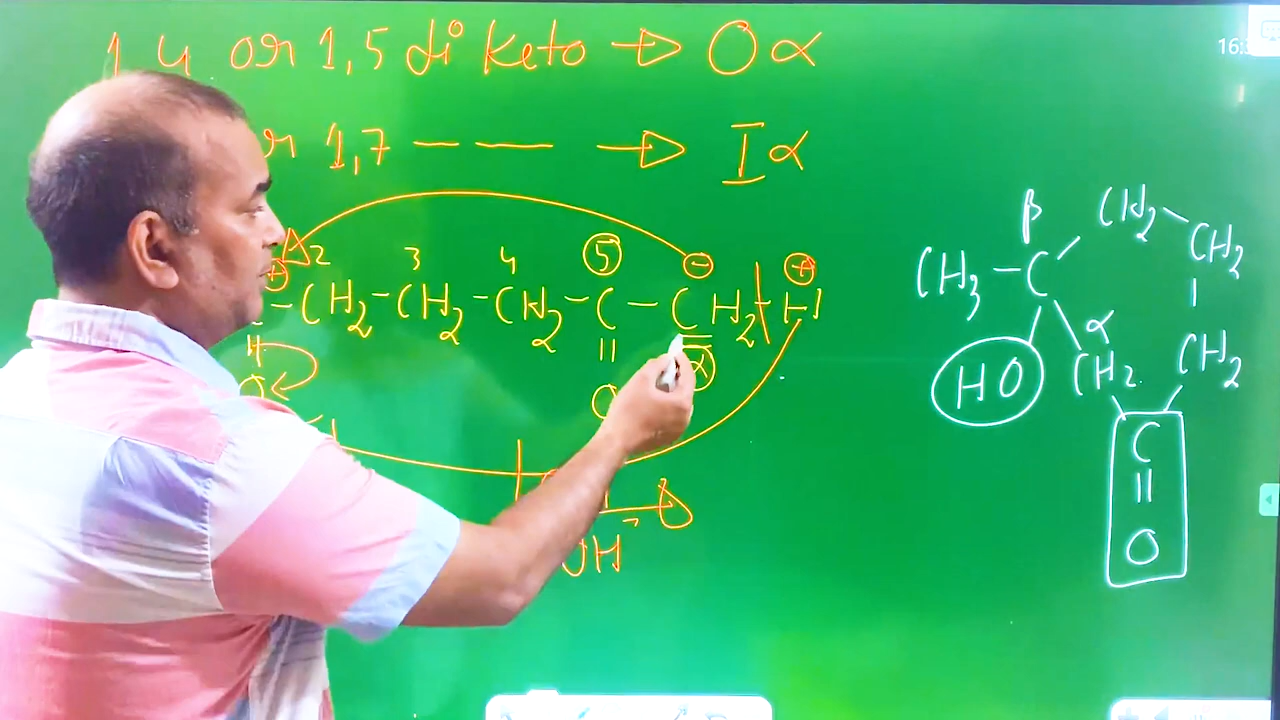 1 4 or 1,5 di keto → Oα
or 1,7 — — — → Iα
⊕ 2 3 4 ⑤ ⊖ ⊕
- CH2 - CH2 - CH2 - C - CH2 - H
|| α
O
OH-
β CH2 CH2
CH3 - C
HO α CH2 CH2
C
||
O
16: